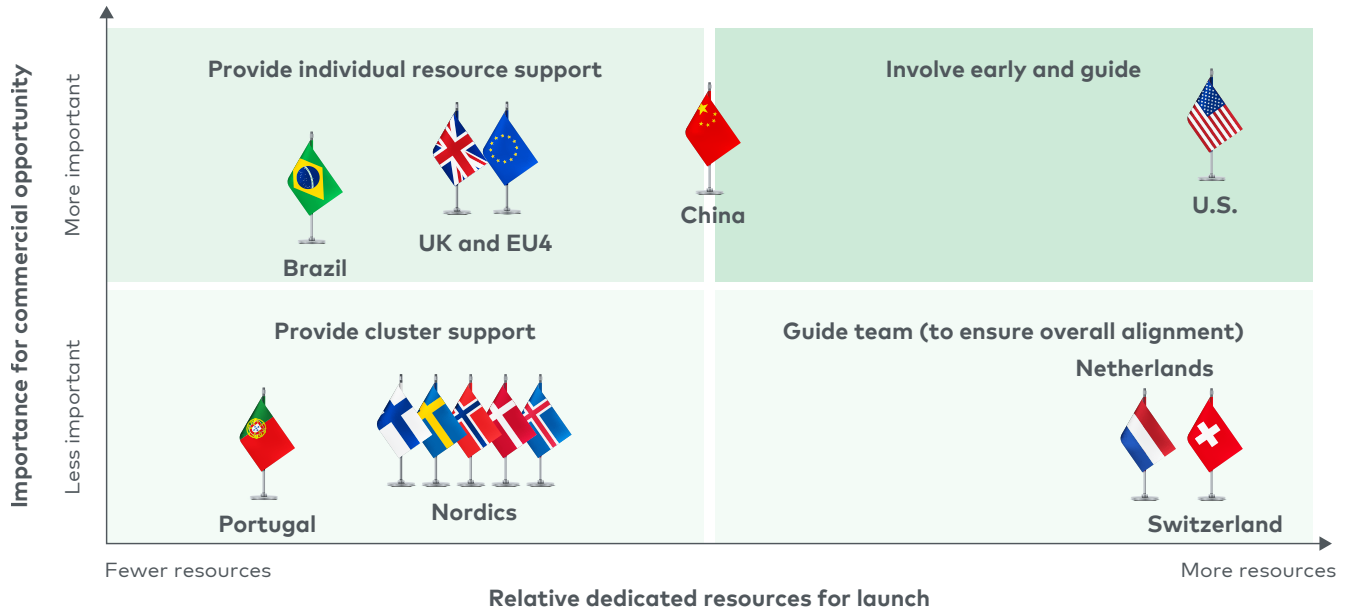 Importance for commercial opportunity
More important
Less important
Provide individual resource support
Involve early and guide
Brazil
UK and EU4
China
U.S.
Provide cluster support
Guide team (to ensure overall alignment)
Portugal
Nordics
Netherlands
Switzerland
Fewer resources
More resources
Relative dedicated resources for launch